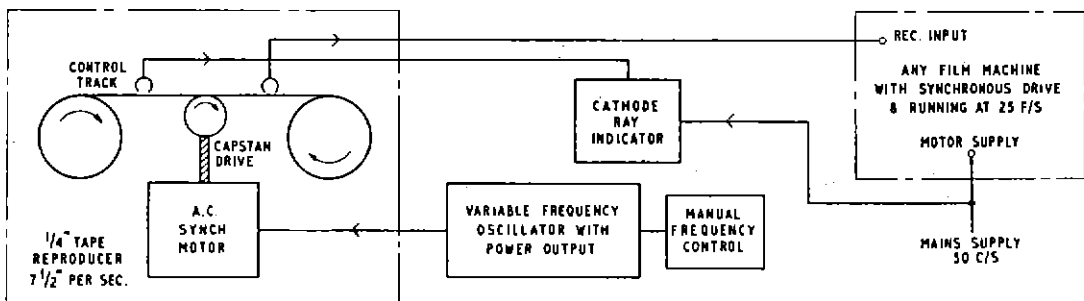 CONTROL
TRACK
CAPSTAN
DRIVE
A.C.
SYNCH
MOTOR
1/4" TAPE
REPRODUCER
7 1/2" PER SEC.
CATHODE
RAY
INDICATOR
VARIABLE FREQUENCY
OSCILLATOR WITH
POWER OUTPUT
MANUAL
FREQUENCY
CONTROL
REC. INPUT
ANY FILM MACHINE
WITH SYNCHRONOUS DRIVE
& RUNNING AT 25 F/S
MOTOR SUPPLY
MAINS SUPPLY
50 C/S